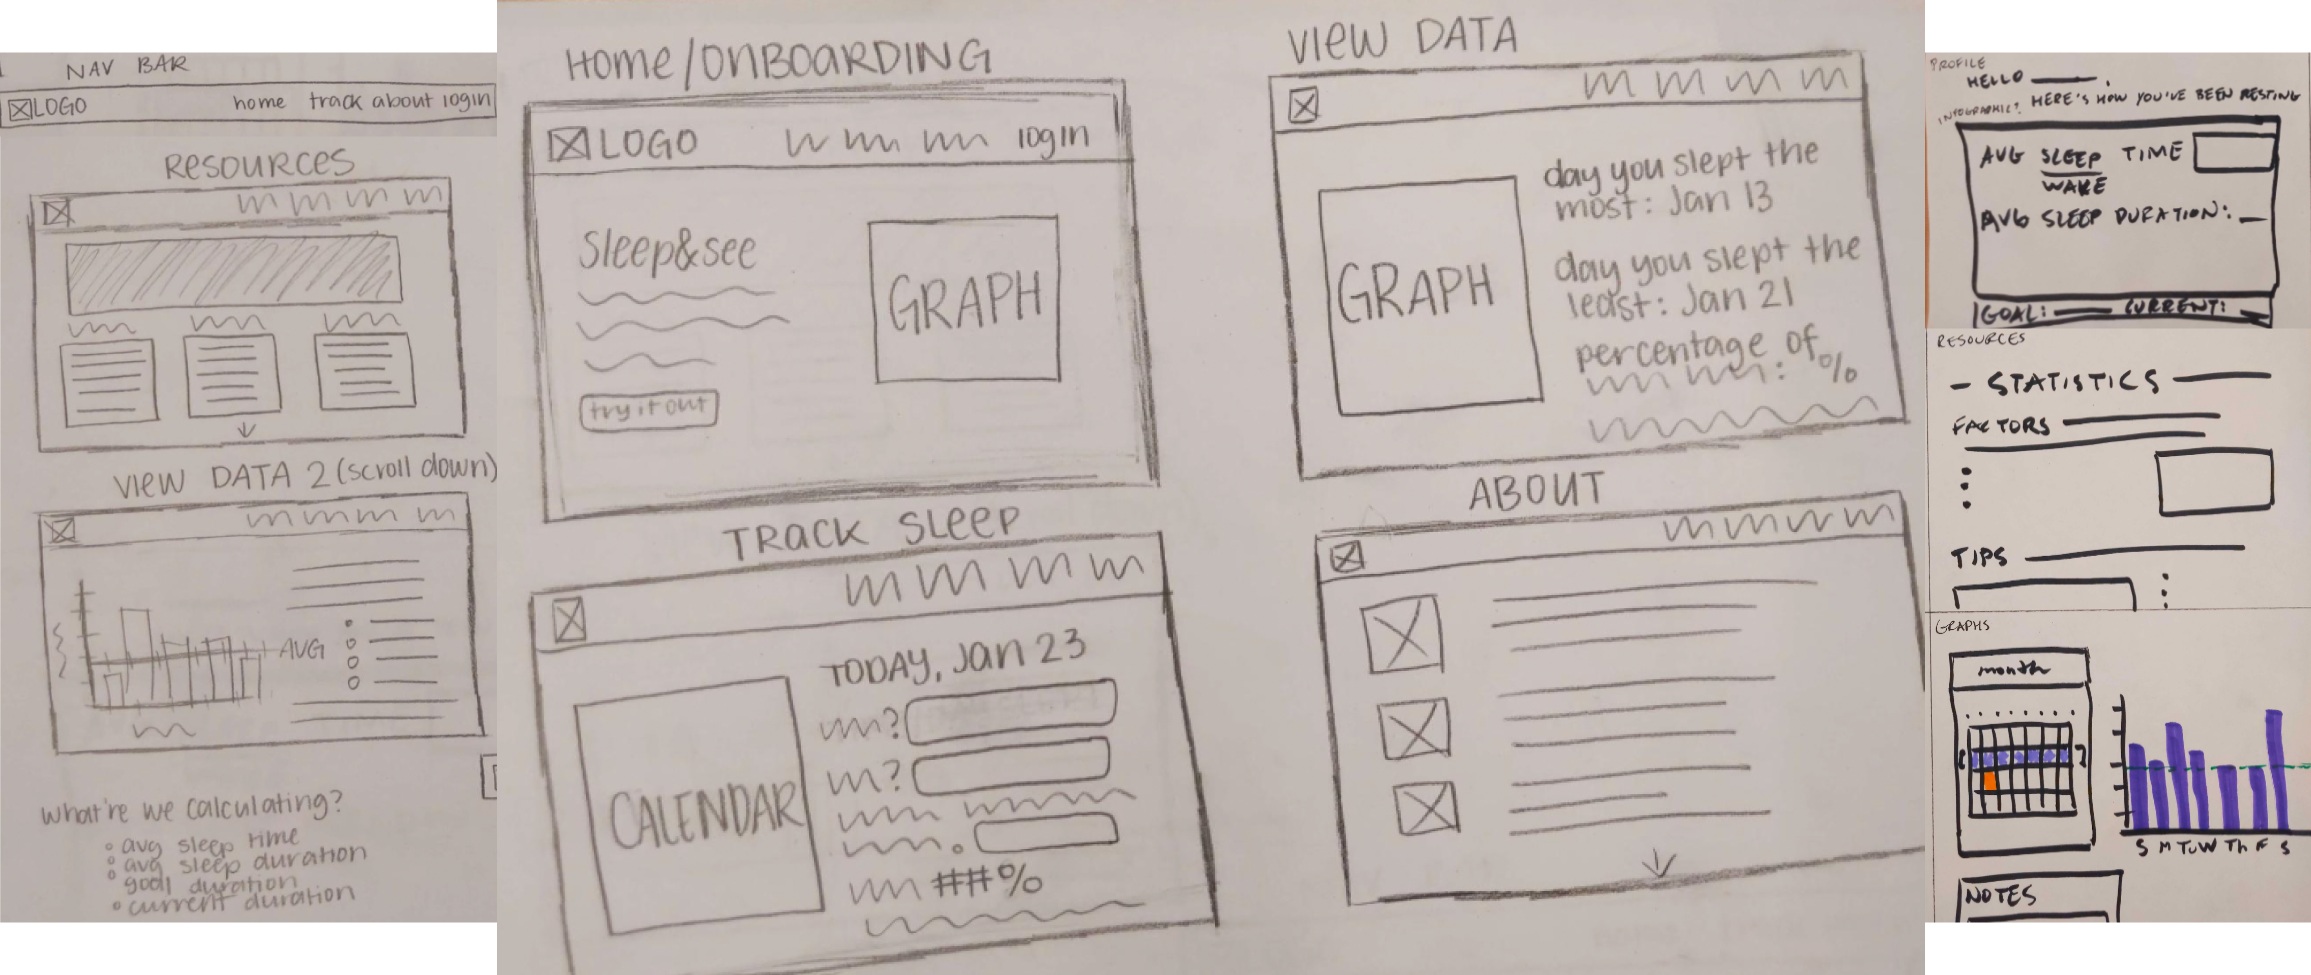 NAV BAR
LOGO home track about login
RESOURCES
VIEW DATA 2 (scroll down)
AVG
What're we calculating?
avg sleep time
avg sleep duration
goal duration
current duration
Home/ONBOARDING
LOGO login
Sleep&see
GRAPH
try it out
TRACK SLEEP
TODAY, Jan 23
?
?
CALENDAR
##%
VIEW DATA
day you slept the
most: Jan 13
GRAPH
day you slept the
least: Jan 21
percentage of
: %
ABOUT
PROFILE
HELLO
INFOGRAPHIC?
HERE'S HOW YOU'VE BEEN RESTING
AVG SLEEP TIME
WAKE
AVG SLEEP DURATION:
GOAL: CURRENT:
RESOURCES
- STATISTICS
FACTORS
TIPS
GRAPHS
month
S M Tu W Th F S
NOTES